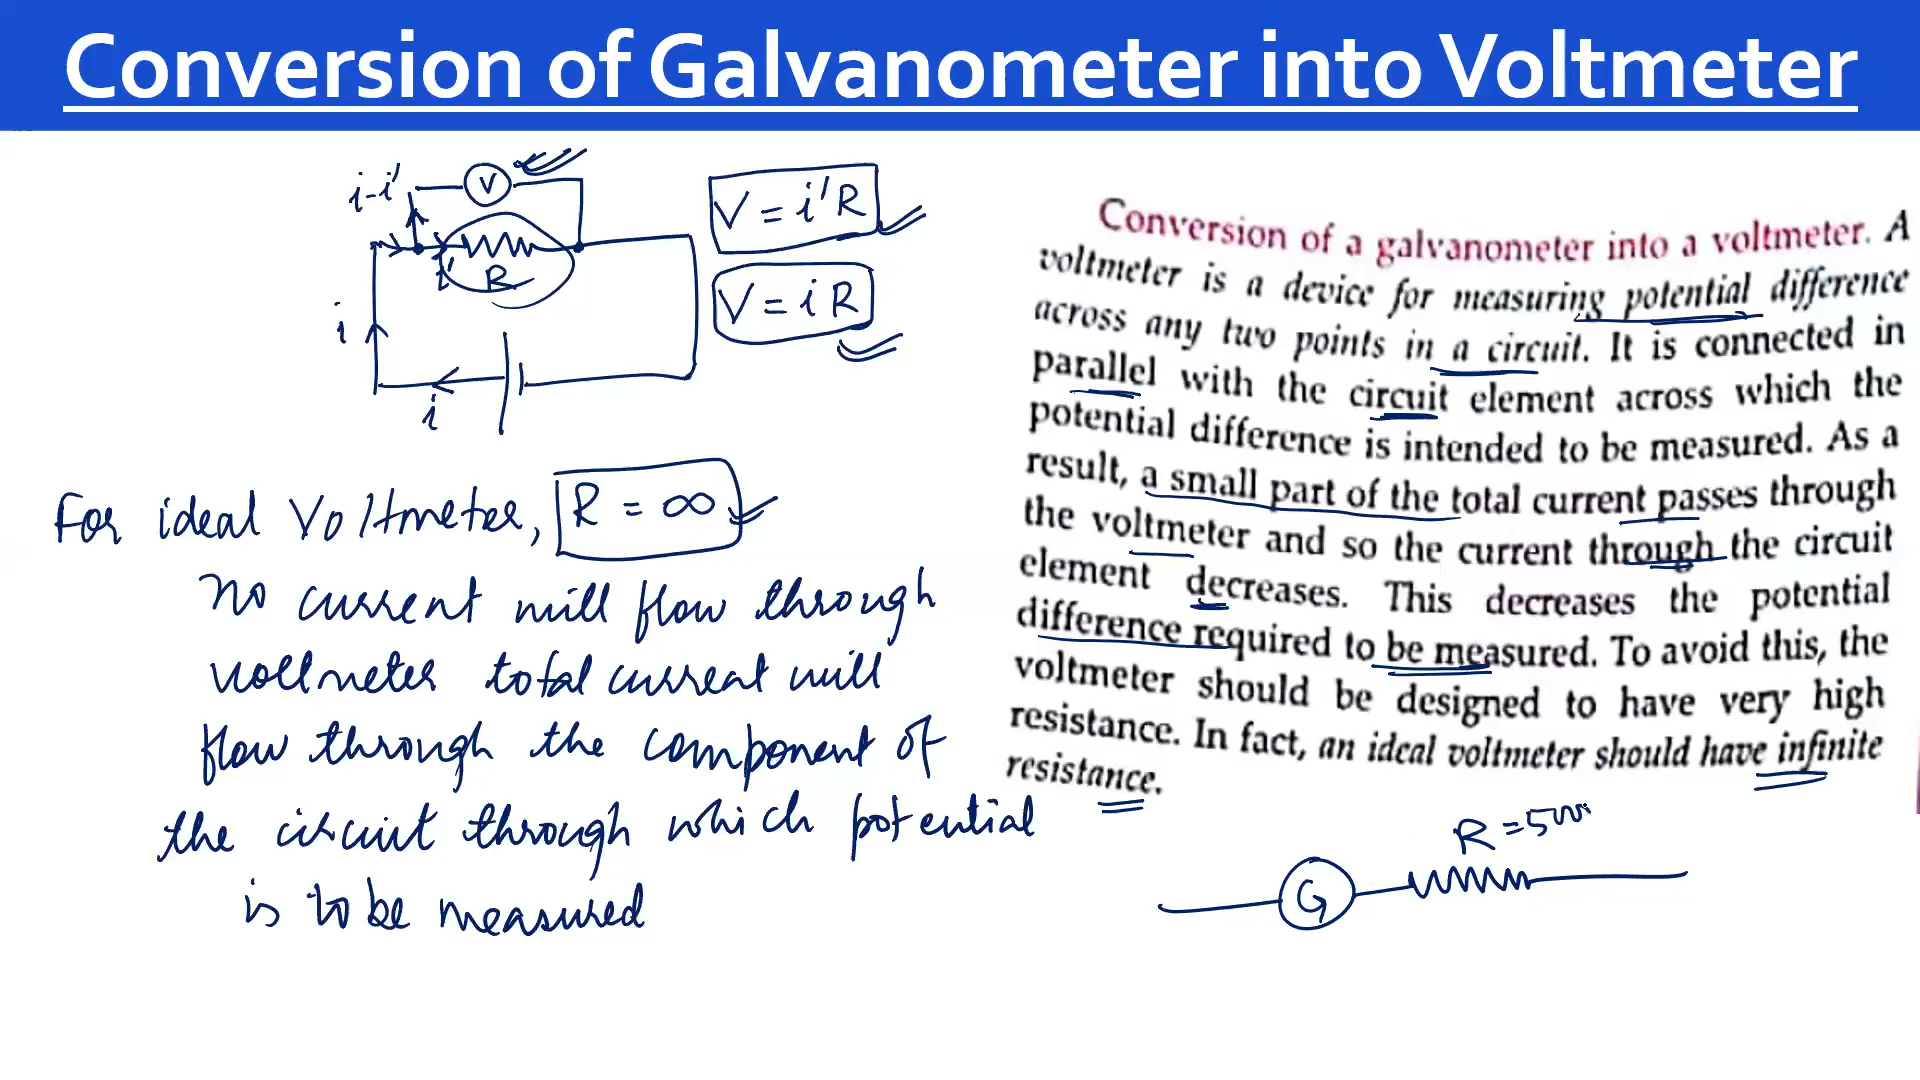 Conversion of Galvanometer into Voltmeter
i-i'
V
i'
R
i
i
V = i'R
V = iR
For ideal Voltmeter, R = ∞
No current will flow through
voltmeter total current will
flow through the component of
the circuit through which potential
is to be measured
Conversion of a galvanometer into a voltmeter. A
voltmeter is a device for measuring potential difference
across any two points in a circuit. It is connected in
parallel with the circuit element across which the
potential difference is intended to be measured. As a
result, a small part of the total current passes through
the voltmeter and so the current through the circuit
element decreases. This decreases the potential
difference required to be measured. To avoid this, the
voltmeter should be designed to have very high
resistance. In fact, an ideal voltmeter should have infinite
resistance.
R = 5000
G